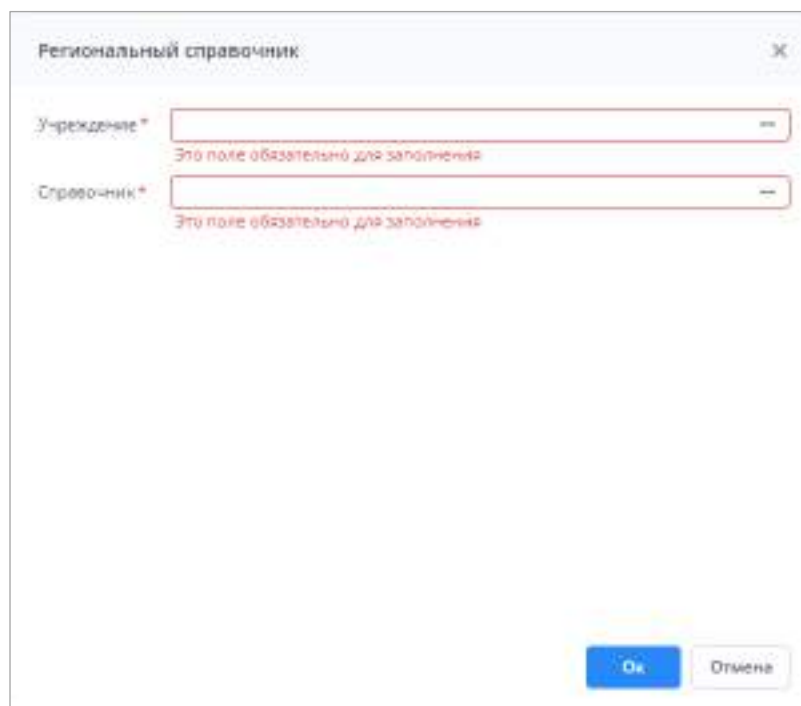 Региональный справочник
Учреждение*
Это поле обязательно для заполнения
Справочник*
Это поле обязательно для заполнения
Ок Отмена